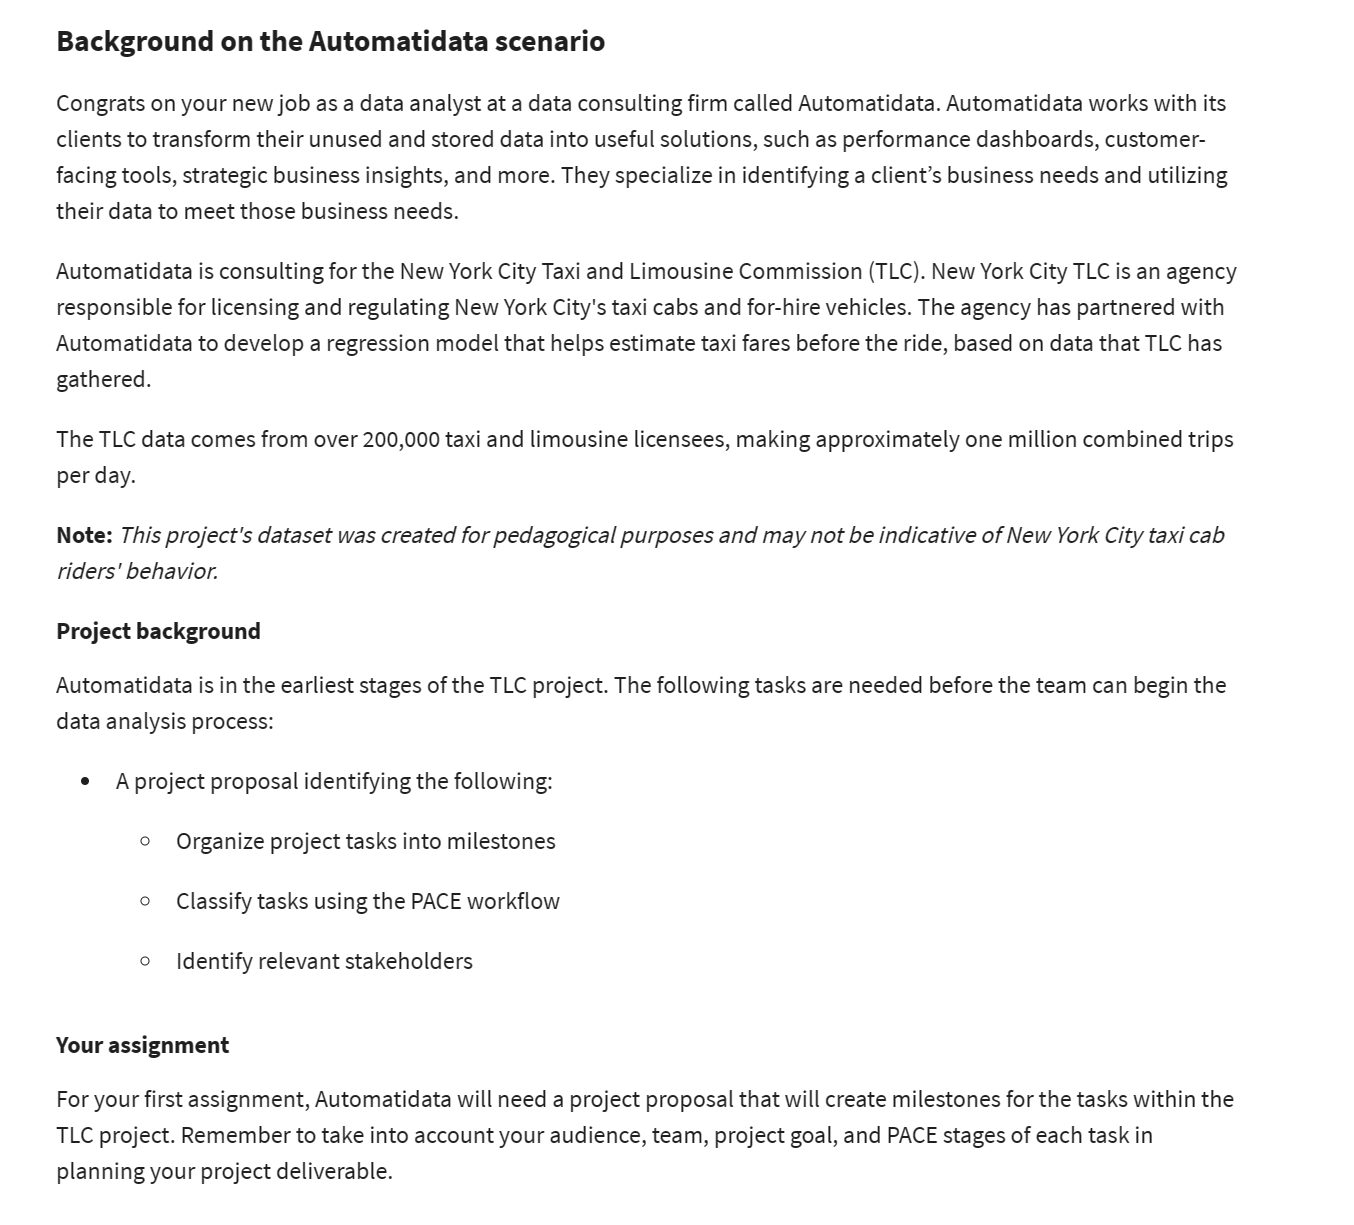 Background on the Automatidata scenario
Congrats on your new job as a data analyst at a data consulting firm called Automatidata. Automatidata works with its
clients to transform their unused and stored data into useful solutions, such as performance dashboards, customer-
facing tools, strategic business insights, and more. They specialize in identifying a client’s business needs and utilizing
their data to meet those business needs.
Automatidata is consulting for the New York City Taxi and Limousine Commission (TLC). New York City TLC is an agency
responsible for licensing and regulating New York City's taxi cabs and for-hire vehicles. The agency has partnered with
Automatidata to develop a regression model that helps estimate taxi fares before the ride, based on data that TLC has
gathered.
The TLC data comes from over 200,000 taxi and limousine licensees, making approximately one million combined trips
per day.
Note: This project's dataset was created for pedagogical purposes and may not be indicative of New York City taxi cab
riders' behavior.
Project background
Automatidata is in the earliest stages of the TLC project. The following tasks are needed before the team can begin the
data analysis process:
• A project proposal identifying the following:
○ Organize project tasks into milestones
○ Classify tasks using the PACE workflow
○ Identify relevant stakeholders
Your assignment
For your first assignment, Automatidata will need a project proposal that will create milestones for the tasks within the
TLC project. Remember to take into account your audience, team, project goal, and PACE stages of each task in
planning your project deliverable.